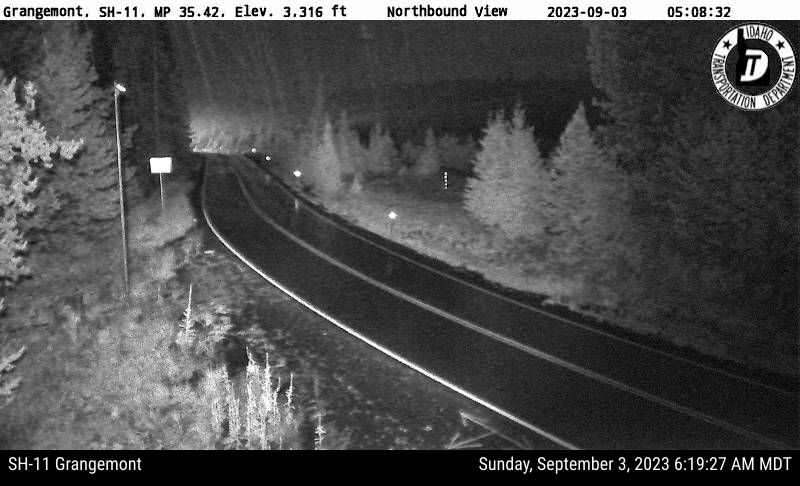 Grangemont, SH-11, MP 35.42, Elev. 3,316 ft Northbound View 2023-09-03 05:08:32
IDAHO
TRANSPORTATION DEPARTMENT
SH-11 Grangemont Sunday, September 3, 2023 6:19:27 AM MDT